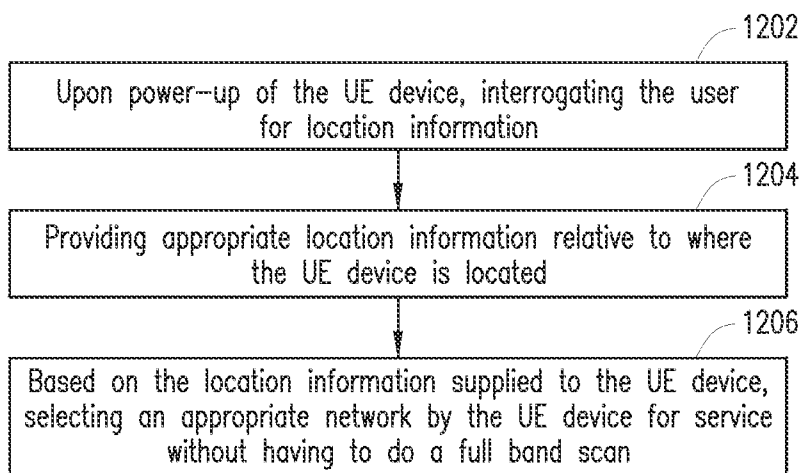 1202
Upon power-up of the UE device, interrogating the user
for location information
1204
Providing appropriate location information relative to where
the UE device is located
1206
Based on the location information supplied to the UE device,
selecting an appropriate network by the UE device for service
without having to do a full band scan